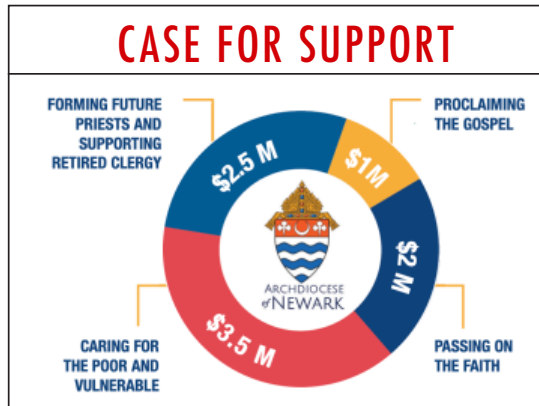 CASE FOR SUPPORT
FORMING FUTURE
PRIESTS AND
SUPPORTING
RETIRED CLERGY
PROCLAIMING
THE GOSPEL
$2.5 M
$1M
$2 M
$3.5 M
ARCHDIOCESE
of NEWARK
CARING FOR
THE POOR AND
VULNERABLE
PASSING ON
THE FAITH